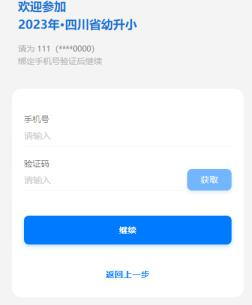 欢迎参加
2023年·四川省幼升小
请为 111（****0000）
绑定手机号验证后继续
手机号
请输入
验证码
请输入
获取
继续
返回上一步